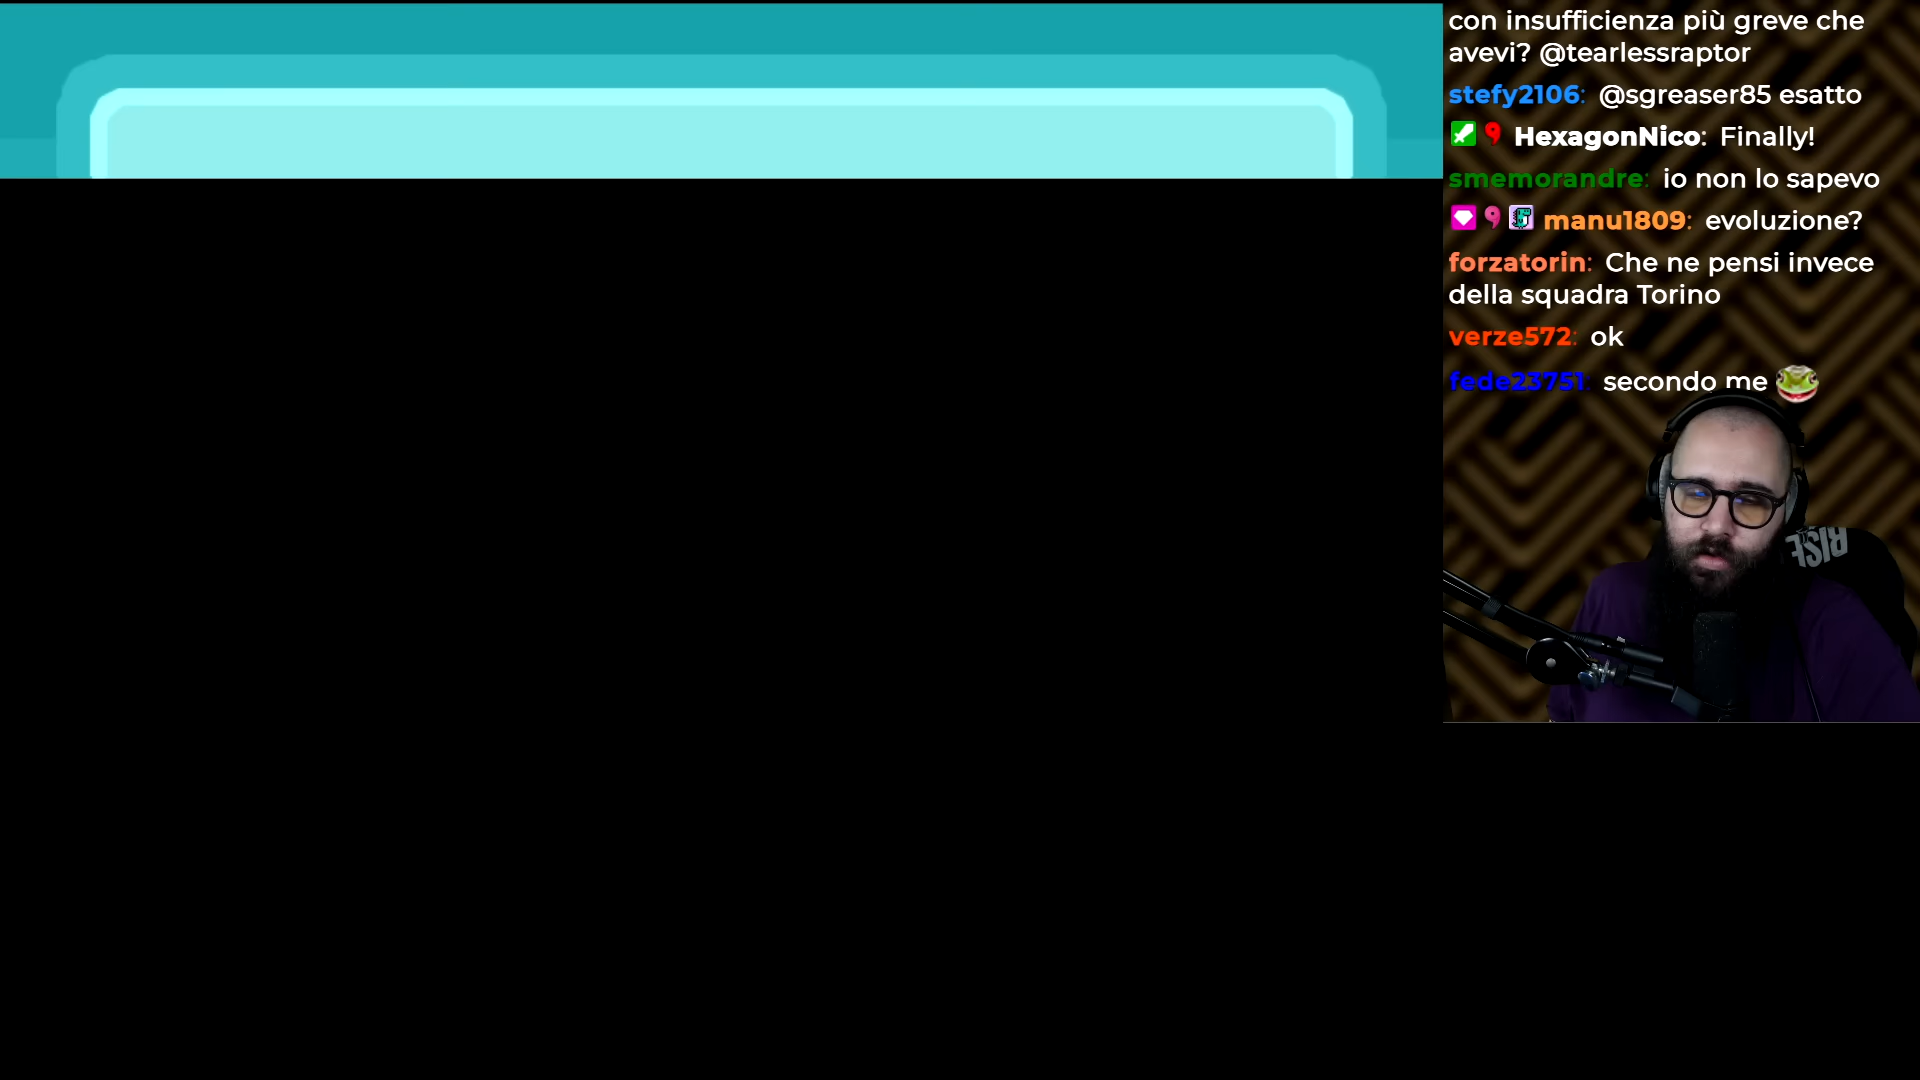 con insufficienza più greve che
avevi? @tearlessraptor
stefy2106: @sgreaser85 esatto
HexagonNico: Finally!
smemorandre: io non lo sapevo
manu1809: evoluzione?
forzatorin: Che ne pensi invece
della squadra Torino
verze572: ok
fede23751: secondo me
RISE